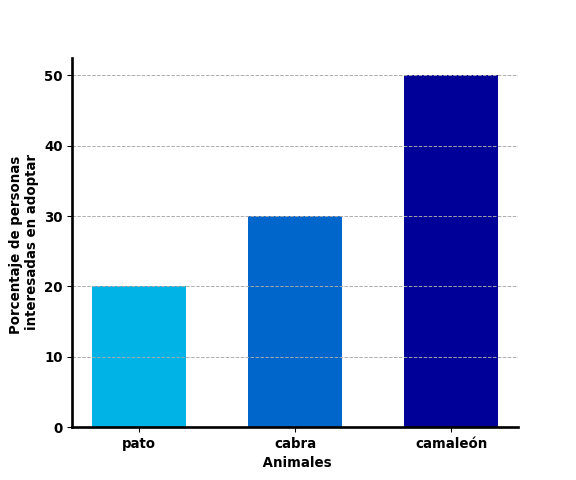 50
40
30
20
10
0
Porcentaje de personas
interesadas en adoptar
pato cabra camaleón
Animales